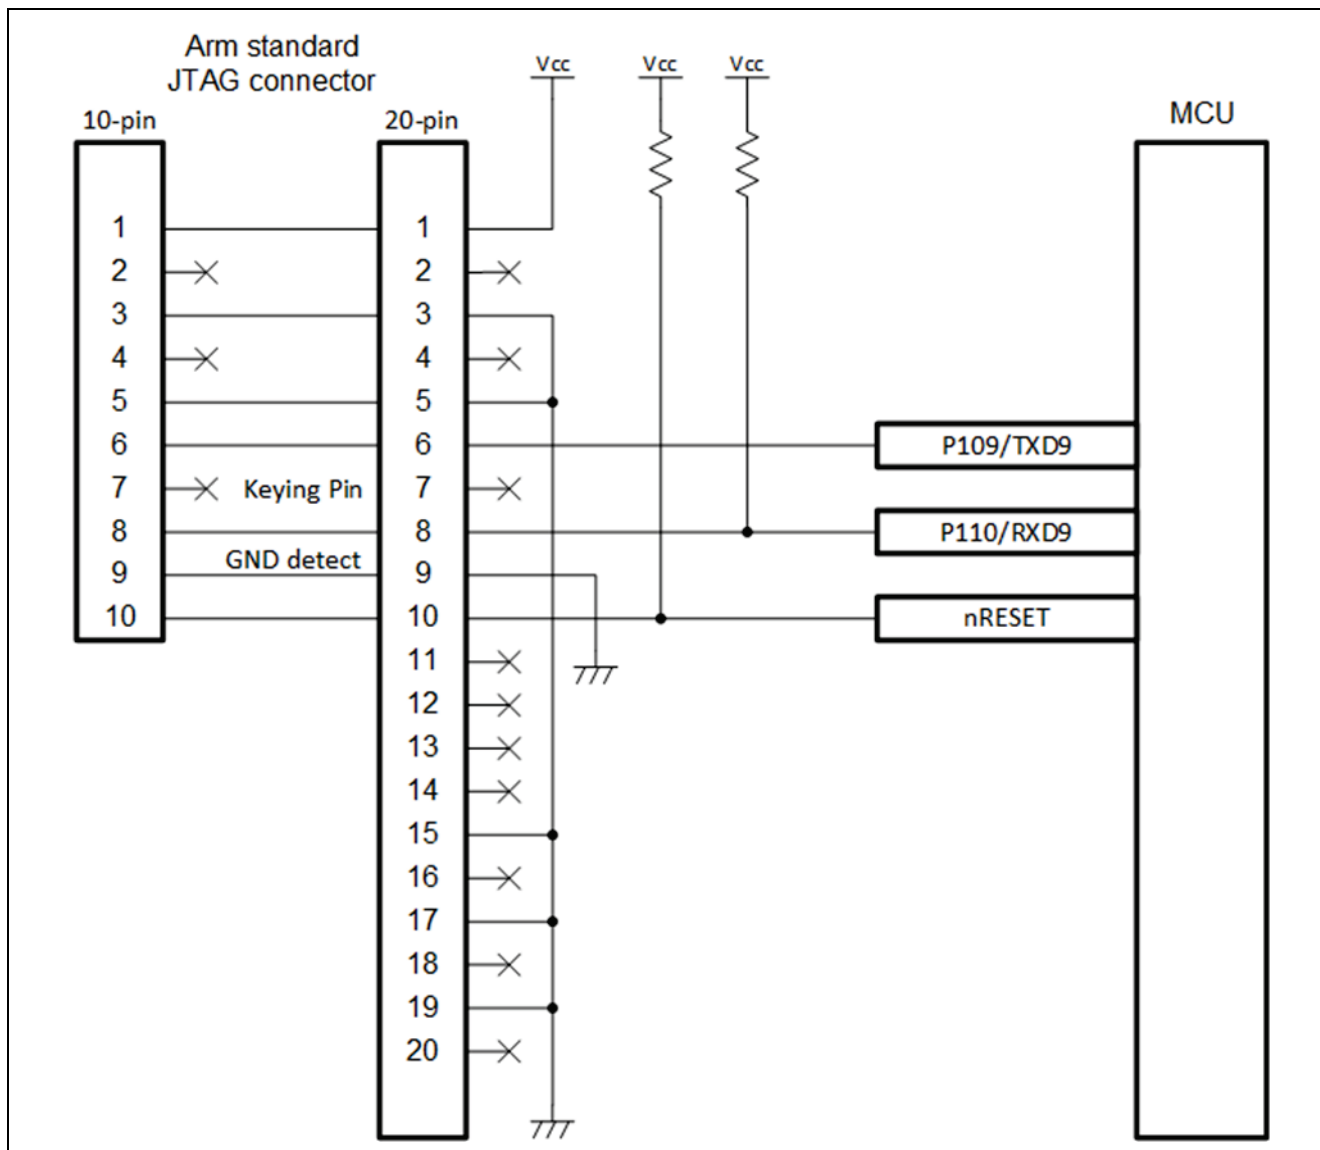 Arm standard
JTAG connector
10-pin
20-pin
Vcc
Vcc
Vcc
MCU
1
1
2
2
3
3
4
4
5
5
6
6
P109/TXD9
7
Keying Pin
7
8
8
P110/RXD9
GND detect
9
9
10
10
nRESET
11
12
13
14
15
16
17
18
19
20